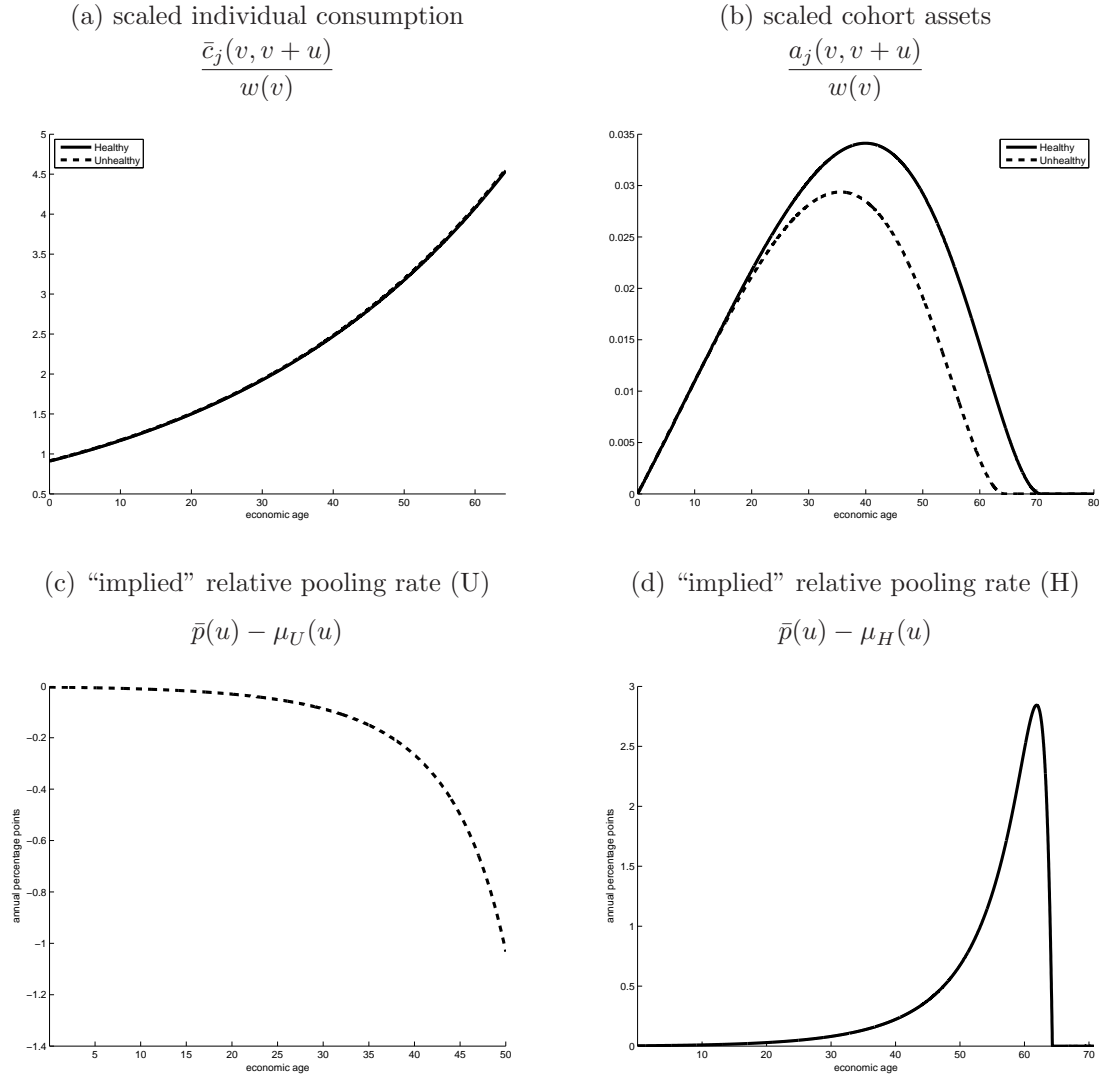 (a) scaled individual consumption
c̄_j(v, v + u)
w(v)
5
4.5
4
3.5
3
2.5
2
1.5
1
0.5
Healthy
Unhealthy
0 10 20 30 40 50 60
economic age
(b) scaled cohort assets
a_j(v, v + u)
w(v)
0.035
0.03
0.025
0.02
0.015
0.01
0.005
0
Healthy
Unhealthy
0 10 20 30 40 50 60 70 80
economic age
(c) “implied” relative pooling rate (U)
p̄(u) − μ_U(u)
annual percentage points
0
−0.2
−0.4
−0.6
−0.8
−1
−1.2
−1.4
5 10 15 20 25 30 35 40 45 50
economic age
(d) “implied” relative pooling rate (H)
p̄(u) − μ_H(u)
annual percentage points
3
2.5
2
1.5
1
0.5
0
0 10 20 30 40 50 60 70
economic age